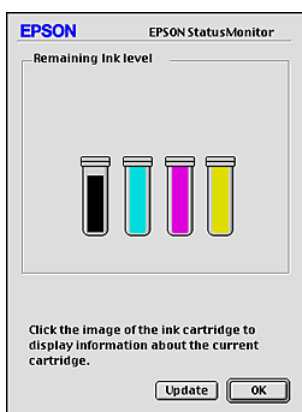 EPSON EPSON StatusMonitor
Remaining Ink level
Click the image of the ink cartridge to
display information about the current
cartridge.
Update OK